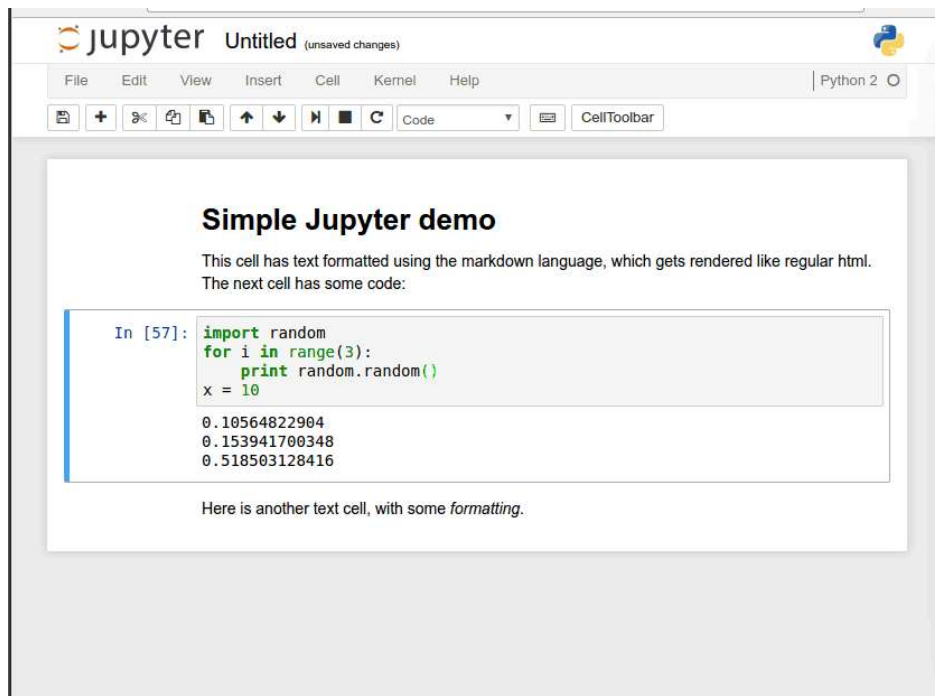 jupyter Untitled (unsaved changes)
File Edit View Insert Cell Kernel Help Python 2
Code CellToolbar
Simple Jupyter demo
This cell has text formatted using the markdown language, which gets rendered like regular html.
The next cell has some code:
In [57]: import random
for i in range(3):
    print random.random()
x = 10
0.10564822904
0.153941700348
0.518503128416
Here is another text cell, with some formatting.